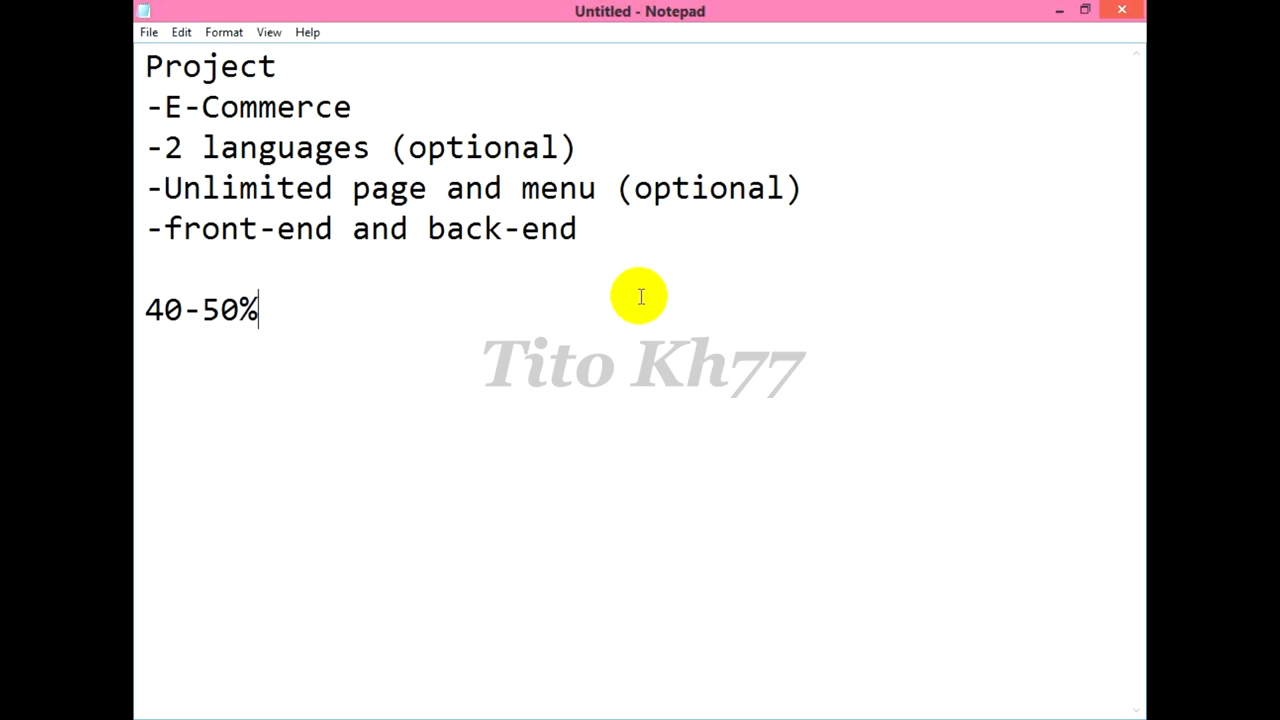 Untitled - Notepad
File Edit Format View Help
Project
-E-Commerce
-2 languages (optional)
-Unlimited page and menu (optional)
-front-end and back-end
40-50%
Tito Kh77